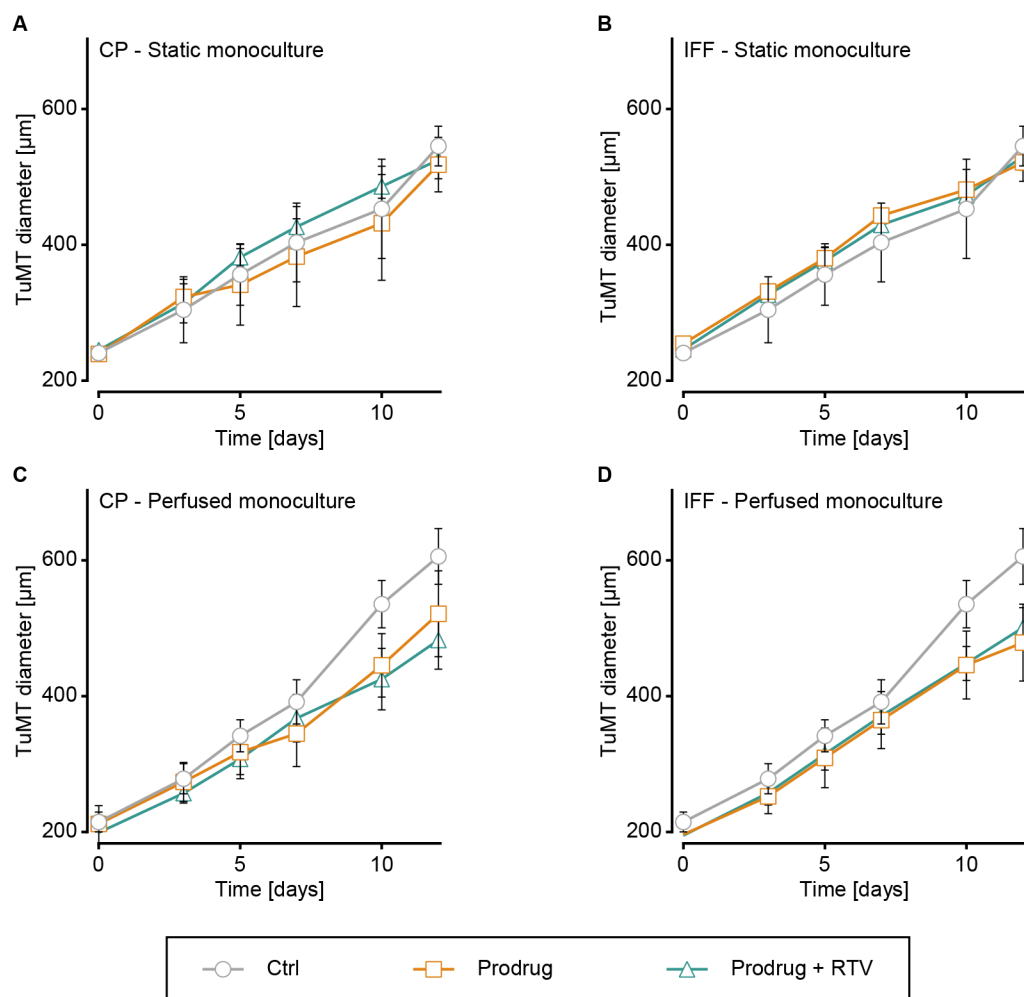 A
B
CP - Static monoculture
IFF - Static monoculture
TuMT diameter [µm]
600
400
200
0
5
10
Time [days]
TuMT diameter [µm]
600
400
200
0
5
10
Time [days]
C
D
CP - Perfused monoculture
IFF - Perfused monoculture
TuMT diameter [µm]
600
400
200
0
5
10
Time [days]
TuMT diameter [µm]
600
400
200
0
5
10
Time [days]
Ctrl
Prodrug
Prodrug + RTV